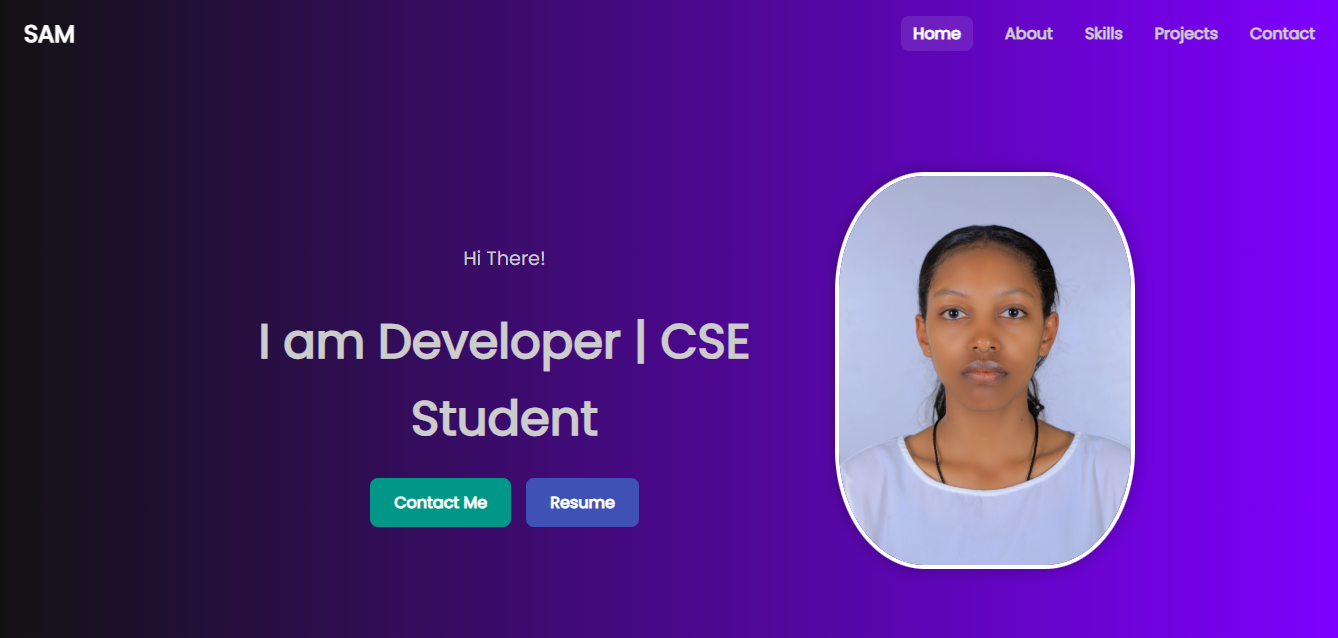 SAM
Home About Skills Projects Contact
Hi There!
I am Developer | CSE
Student
Contact Me Resume